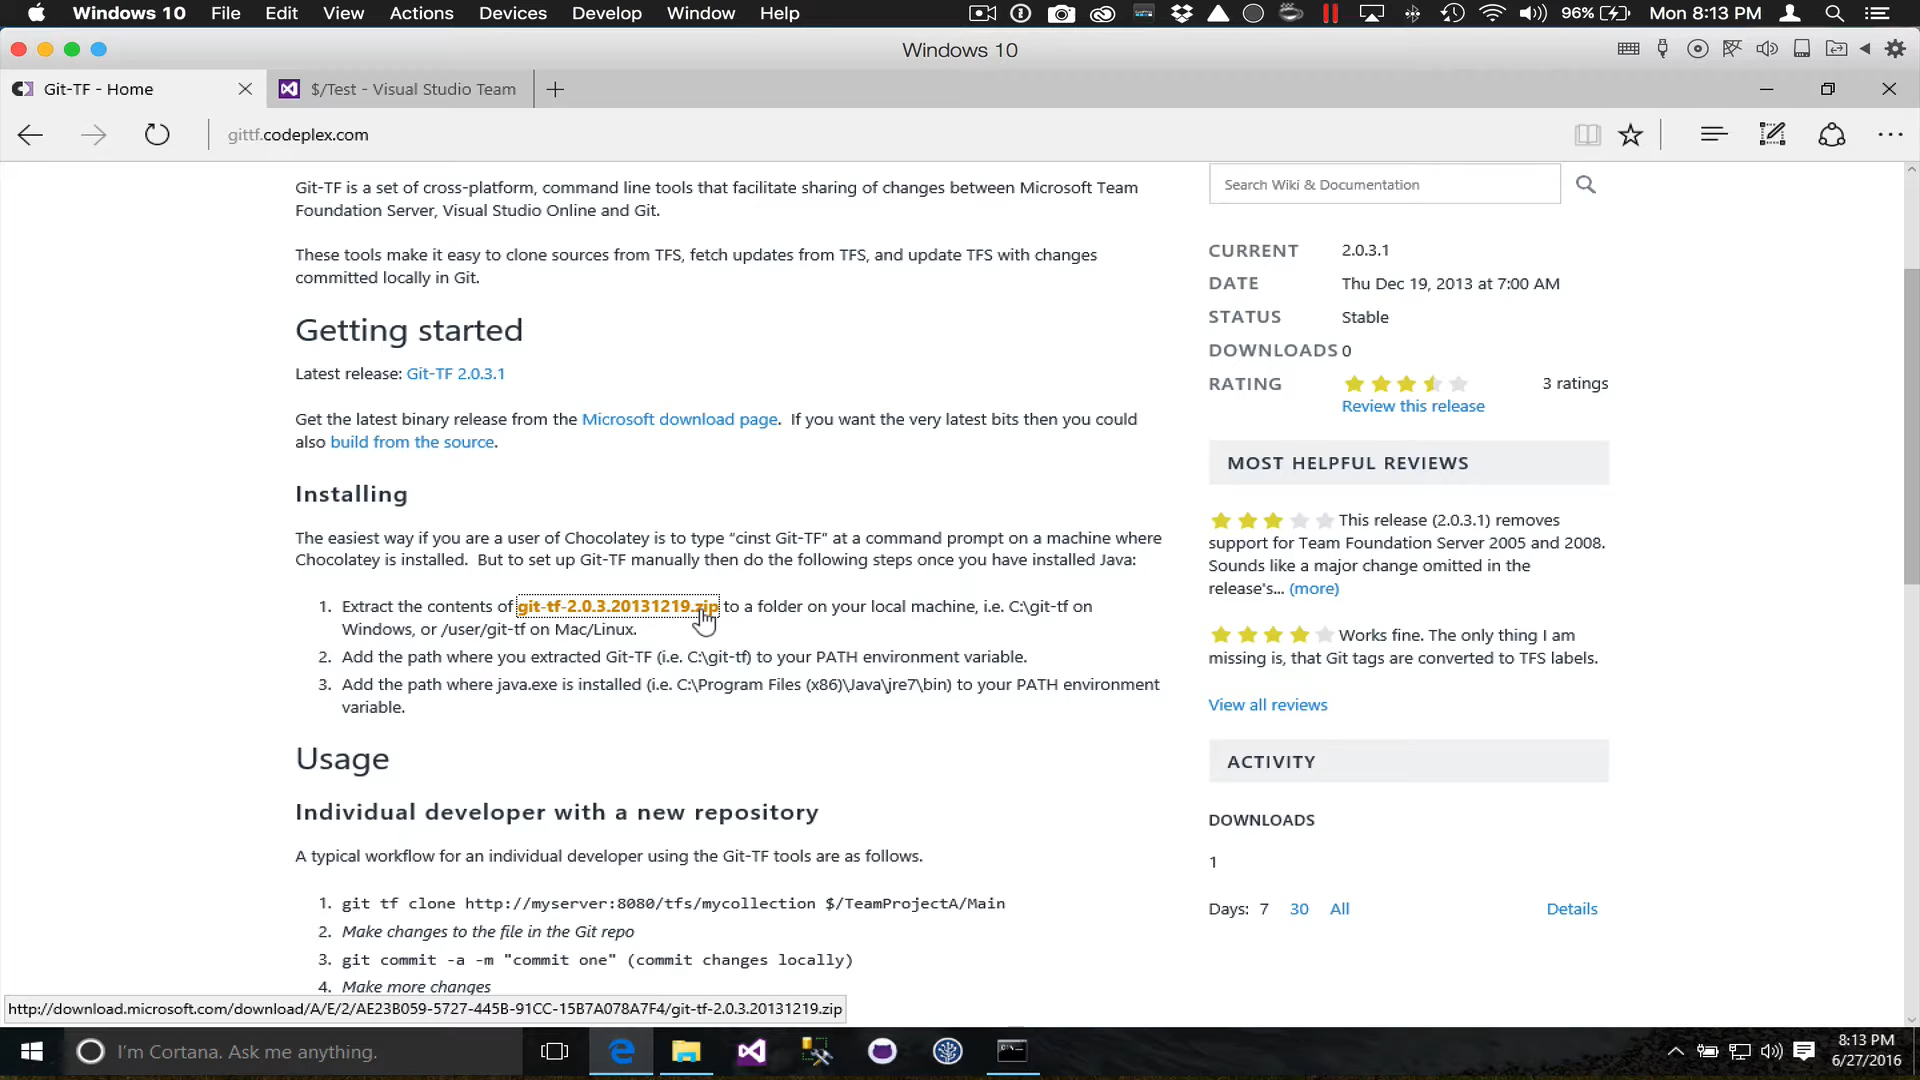 Windows 10 File Edit View Actions Devices Develop Window Help 96% Mon 8:13 PM
Windows 10
Git-TF - Home $/Test - Visual Studio Team
gittf.codeplex.com
Git-TF is a set of cross-platform, command line tools that facilitate sharing of changes between Microsoft Team
Foundation Server, Visual Studio Online and Git.
These tools make it easy to clone sources from TFS, fetch updates from TFS, and update TFS with changes
committed locally in Git.
Getting started
Latest release: Git-TF 2.0.3.1
Get the latest binary release from the Microsoft download page. If you want the very latest bits then you could
also build from the source.
Installing
The easiest way if you are a user of Chocolatey is to type “cinst Git-TF” at a command prompt on a machine where
Chocolatey is installed. But to set up Git-TF manually then do the following steps once you have installed Java:
1. Extract the contents of git-tf-2.0.3.20131219.zip to a folder on your local machine, i.e. C:\git-tf on
Windows, or /user/git-tf on Mac/Linux.
2. Add the path where you extracted Git-TF (i.e. C:\git-tf) to your PATH environment variable.
3. Add the path where java.exe is installed (i.e. C:\Program Files (x86)\Java\jre7\bin) to your PATH environment
variable.
Usage
Individual developer with a new repository
A typical workflow for an individual developer using the Git-TF tools are as follows.
1. git tf clone http://myserver:8080/tfs/mycollection $/TeamProjectA/Main
2. Make changes to the file in the Git repo
3. git commit -a -m "commit one" (commit changes locally)
4. Make more changes
Search Wiki & Documentation
CURRENT 2.0.3.1
DATE Thu Dec 19, 2013 at 7:00 AM
STATUS Stable
DOWNLOADS 0
RATING 3 ratings
Review this release
MOST HELPFUL REVIEWS
This release (2.0.3.1) removes
support for Team Foundation Server 2005 and 2008.
Sounds like a major change omitted in the
release's... (more)
Works fine. The only thing I am
missing is, that Git tags are converted to TFS labels.
View all reviews
ACTIVITY
DOWNLOADS
1
Days: 7 30 All Details
http://download.microsoft.com/download/A/E/2/AE23B059-5727-445B-91CC-15B7A078A7F4/git-tf-2.0.3.20131219.zip
I'm Cortana. Ask me anything.
8:13 PM
6/27/2016